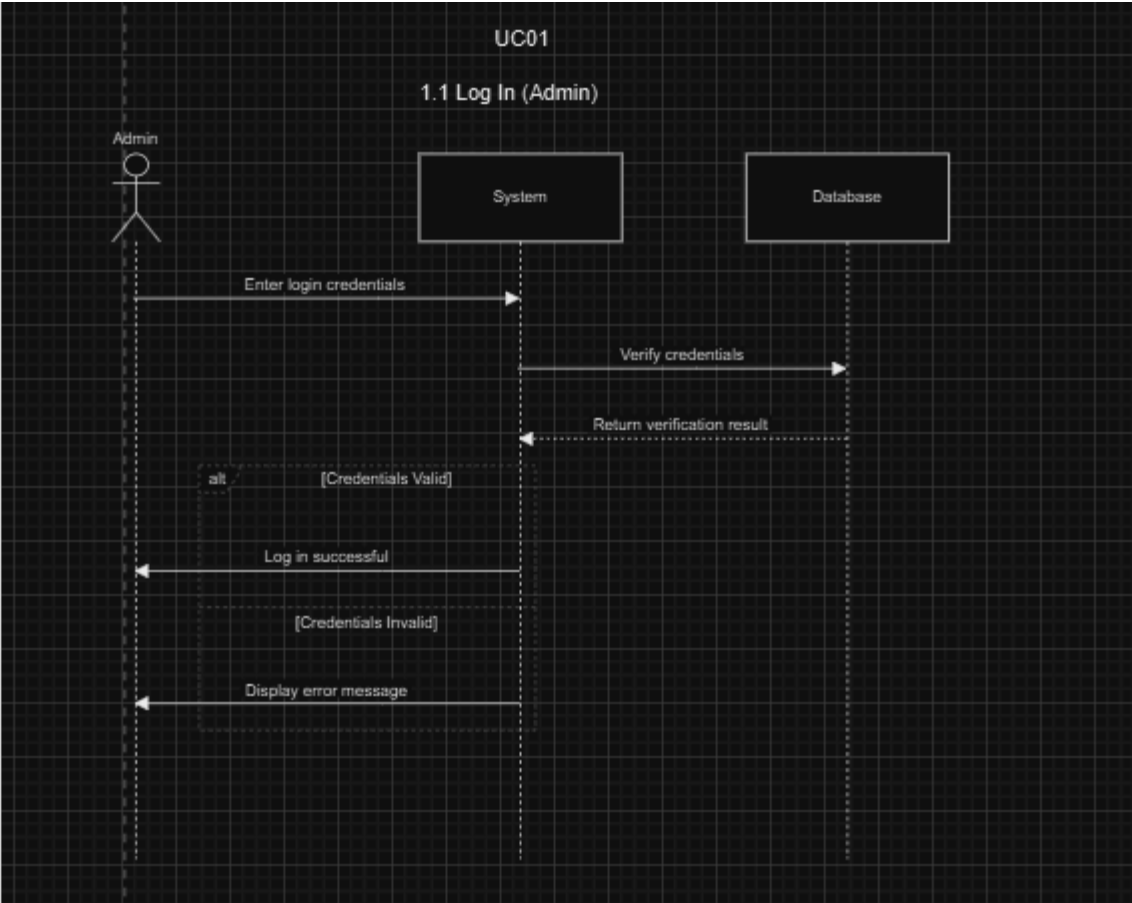 UC01
1.1 Log In (Admin)
Admin
System
Database
Enter login credentials
Verify credentials
Return verification result
alt
[Credentials Valid]
Log in successful
[Credentials Invalid]
Display error message